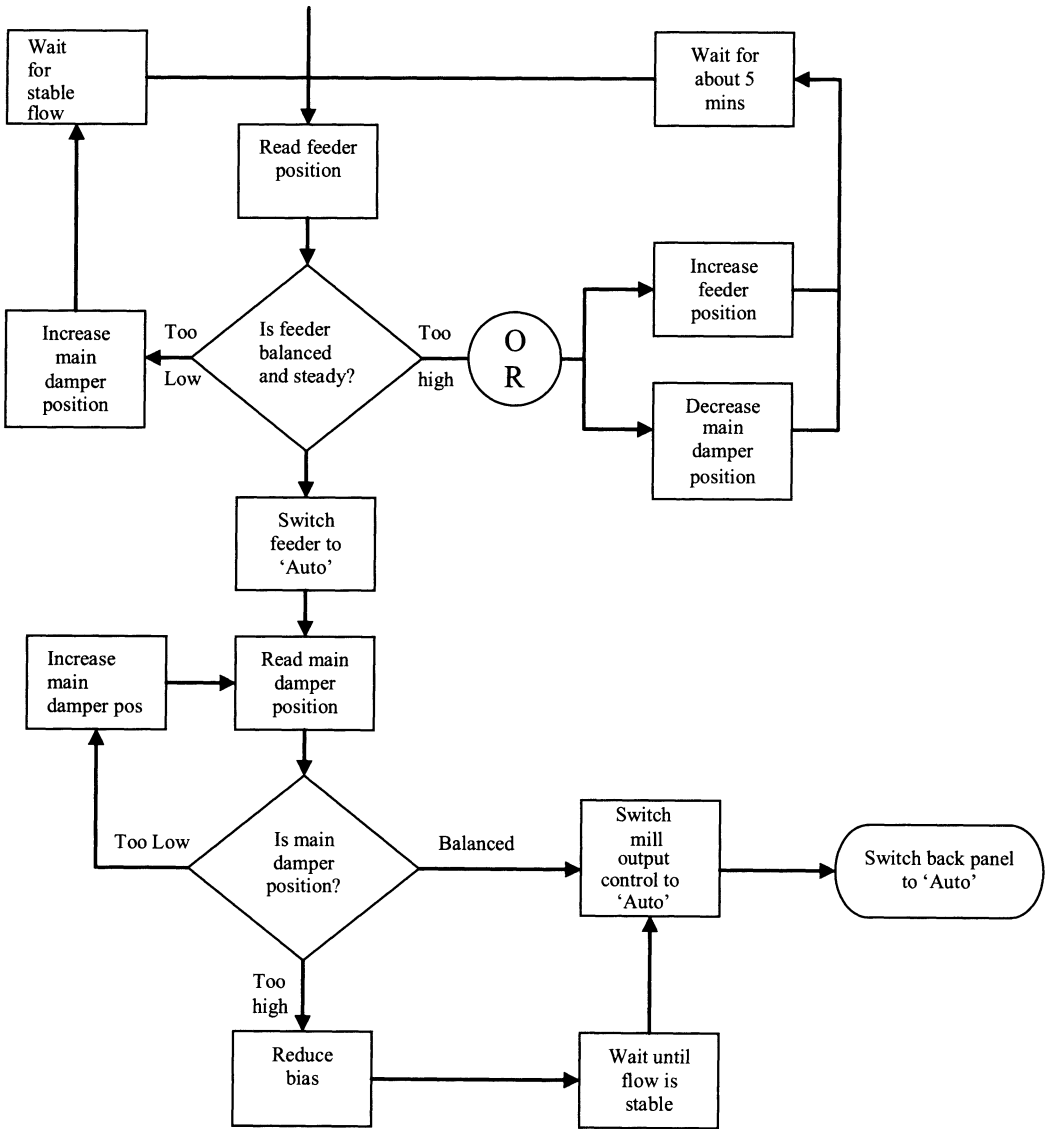 Wait
for
stable
flow
Wait for
about 5
mins
Read feeder
position
Increase
feeder
position
Increase
main
damper
position
Too
Low
Is feeder
balanced
and steady?
Too
high
O
R
Decrease
main
damper
position
Switch
feeder to
‘Auto’
Increase
main
damper pos
Read main
damper
position
Too Low
Is main
damper
position?
Balanced
Switch
mill
output
control to
‘Auto’
Switch back panel
to ‘Auto’
Too
high
Reduce
bias
Wait until
flow is
stable